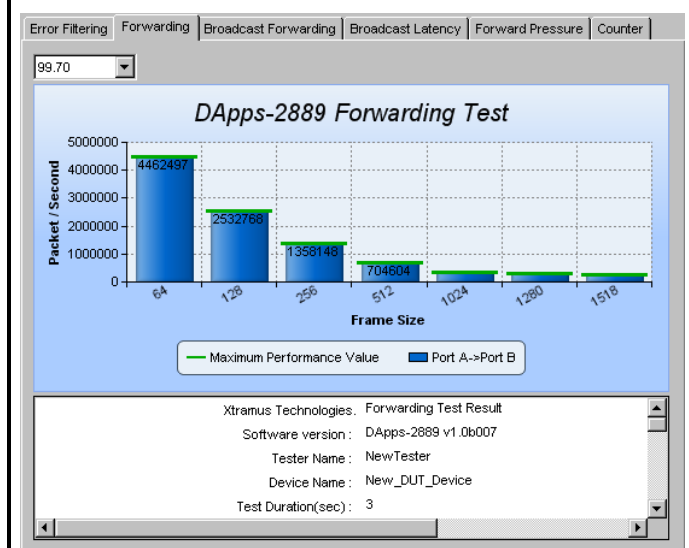 Error Filtering Forwarding Broadcast Forwarding Broadcast Latency Forward Pressure Counter
99.70
DApps-2889 Forwarding Test
5000000
4000000
3000000
2000000
1000000
0
Packet / Second
4462497
2532768
1358148
704604
64 128 256 512 1024 1280 1518
Frame Size
Maximum Performance Value Port A->Port B
Xtramus Technologies. Forwarding Test Result
Software version : DApps-2889 v1.0b007
Tester Name : NewTester
Device Name : New_DUT_Device
Test Duration(sec) : 3